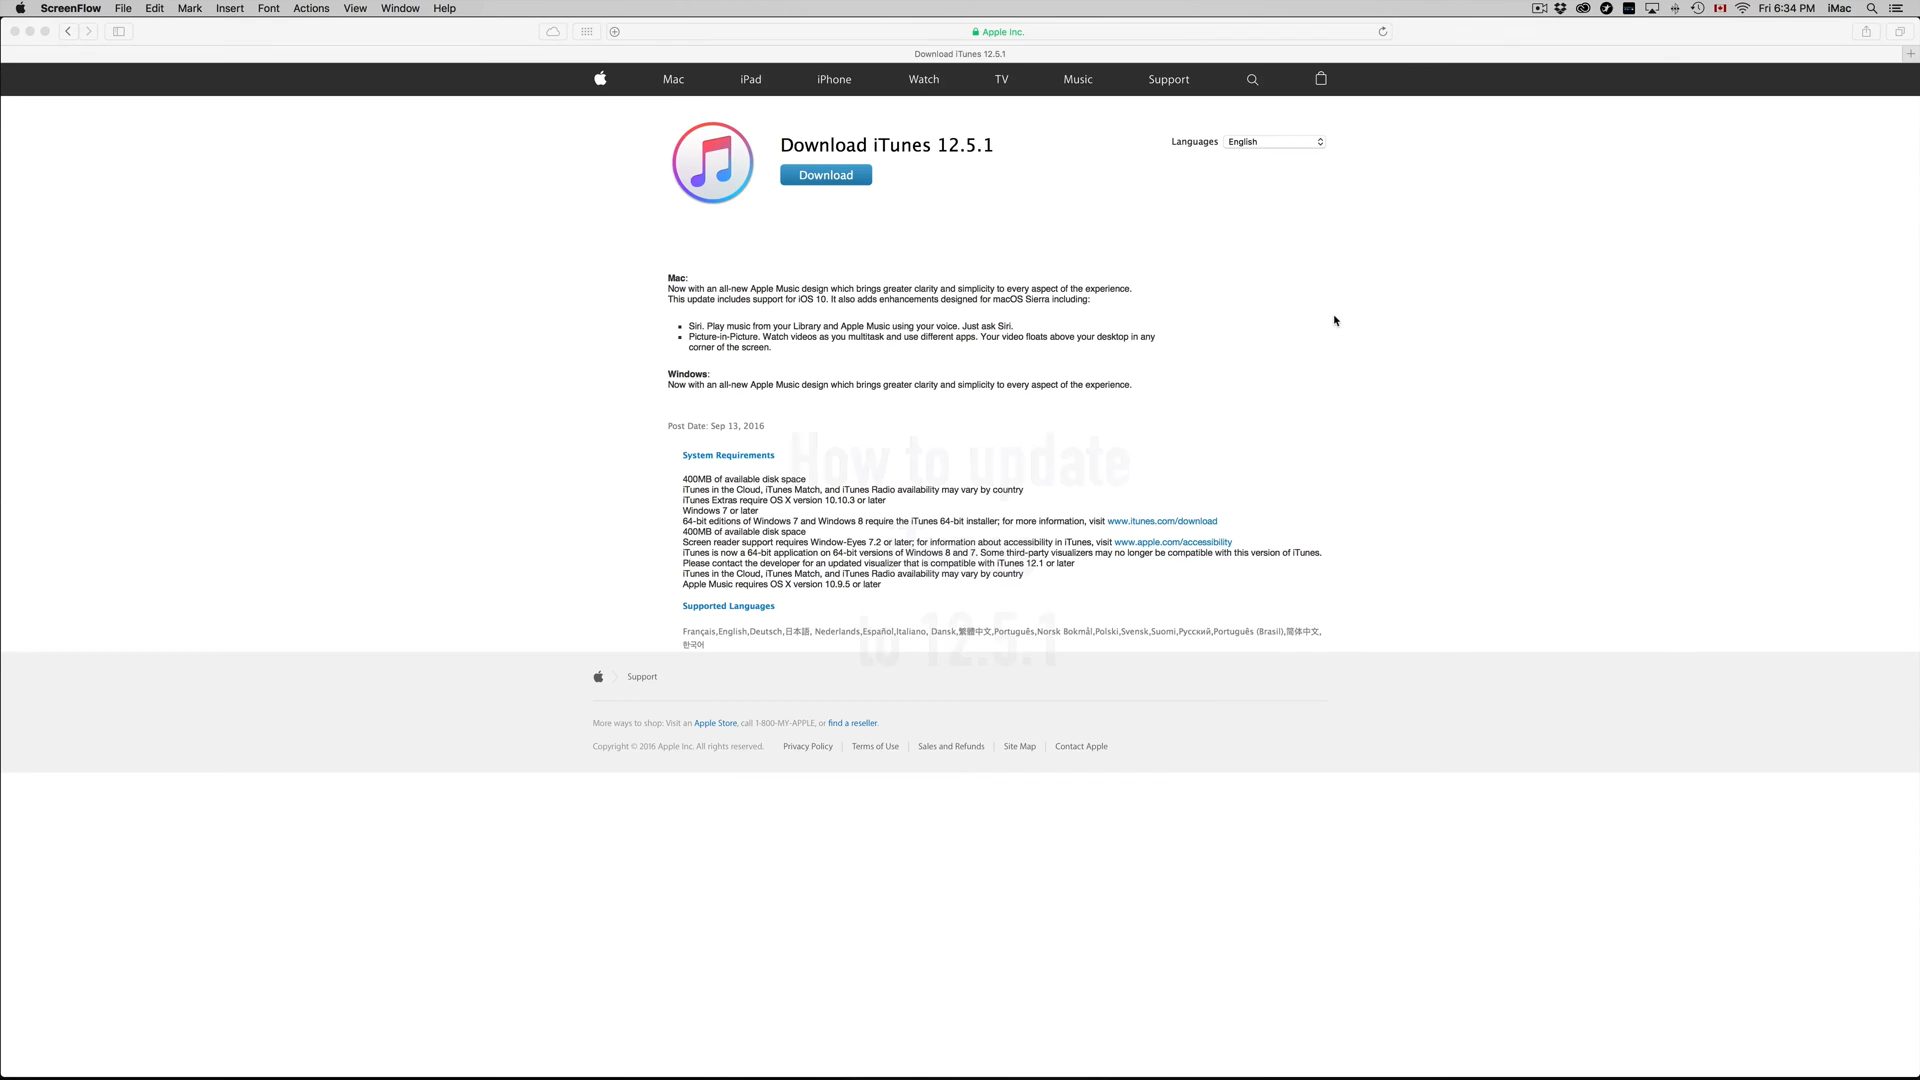 ScreenFlow File Edit Mark Insert Font Actions View Window Help Fri 6:34 PM iMac
Apple Inc.
Download iTunes 12.5.1
Mac iPad iPhone Watch TV Music Support
Download iTunes 12.5.1
Languages English
Download
Mac:
Now with an all-new Apple Music design which brings greater clarity and simplicity to every aspect of the experience.
This update includes support for iOS 10. It also adds enhancements designed for macOS Sierra including:
Siri. Play music from your Library and Apple Music using your voice. Just ask Siri.
Picture-in-Picture. Watch videos as you multitask and use different apps. Your video floats above your desktop in any
corner of the screen.
Windows:
Now with an all-new Apple Music design which brings greater clarity and simplicity to every aspect of the experience.
Post Date: Sep 13, 2016
How to update
System Requirements
400MB of available disk space
iTunes in the Cloud, iTunes Match, and iTunes Radio availability may vary by country
iTunes Extras require OS X version 10.10.3 or later
Windows 7 or later
64-bit editions of Windows 7 and Windows 8 require the iTunes 64-bit installer; for more information, visit www.itunes.com/download
400MB of available disk space
Screen reader support requires Window-Eyes 7.2 or later; for information about accessibility in iTunes, visit www.apple.com/accessibility
iTunes is now a 64-bit application on 64-bit versions of Windows 8 and 7. Some third-party visualizers may no longer be compatible with this version of iTunes.
Please contact the developer for an updated visualizer that is compatible with iTunes 12.1 or later
iTunes in the Cloud, iTunes Match, and iTunes Radio availability may vary by country
Apple Music requires OS X version 10.9.5 or later
Supported Languages
Français,English,Deutsch,日本語, Nederlands,Español,Italiano, Dansk,繁體中文,Português,Norsk Bokmål,Polski,Svensk,Suomi,Русский,Português (Brasil),简体中文,
한국어
to 12.5.1
Support
More ways to shop: Visit an Apple Store, call 1-800-MY-APPLE, or find a reseller.
Copyright © 2016 Apple Inc. All rights reserved. Privacy Policy Terms of Use Sales and Refunds Site Map Contact Apple